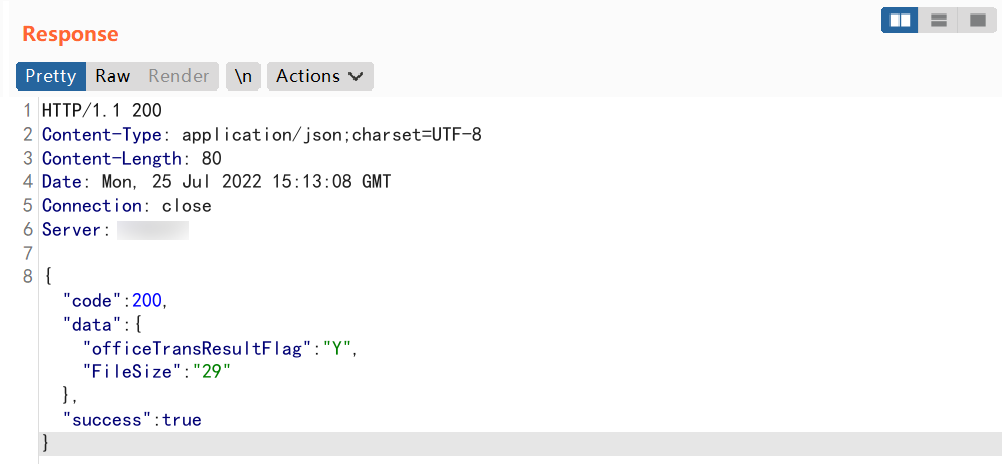 Response
Pretty Raw Render \n Actions
1 HTTP/1.1 200
2 Content-Type: application/json;charset=UTF-8
3 Content-Length: 80
4 Date: Mon, 25 Jul 2022 15:13:08 GMT
5 Connection: close
6 Server:
7
8 {
"code":200,
"data":{
"officeTransResultFlag":"Y",
"FileSize":"29"
},
"success":true
}